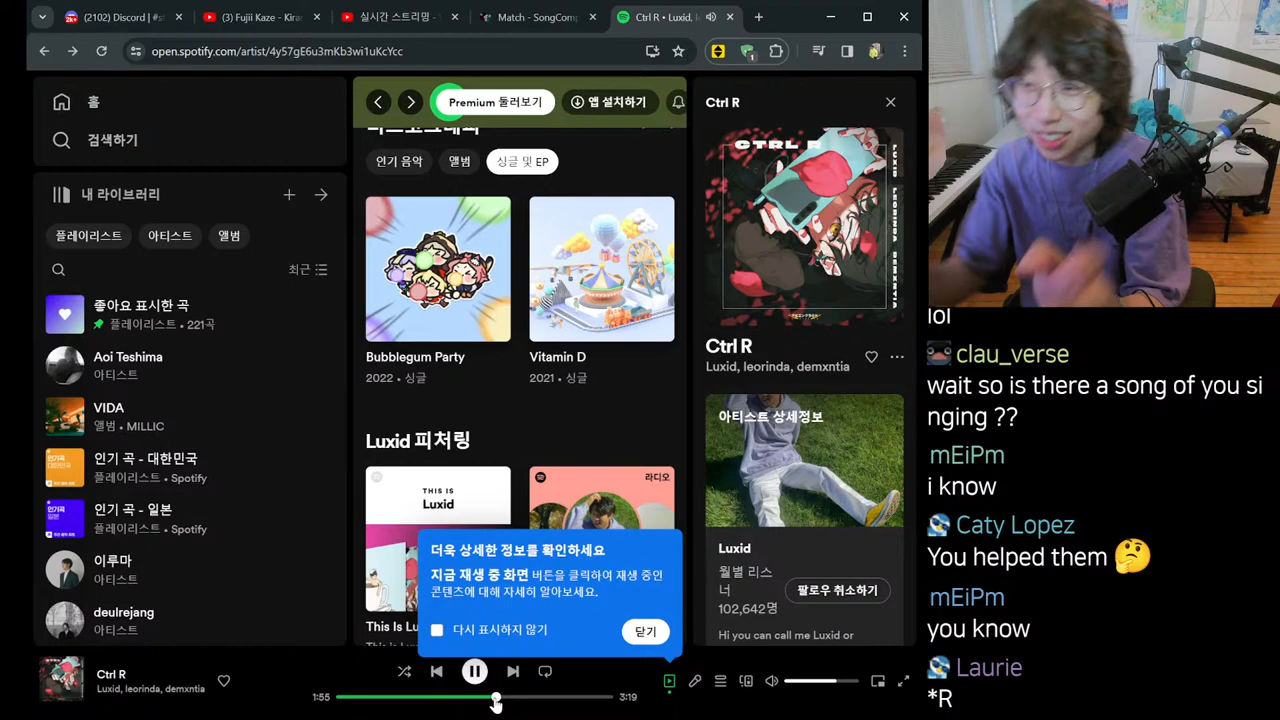 (2102) Discord | #s
(3) Fujii Kaze - Kira
실시간 스트리밍 -
Match - SongComp
Ctrl R • Luxid, l
open.spotify.com/artist/4y57gE6u3mKb3wi1uKcYcc
홈
검색하기
내 라이브러리
플레이리스트
아티스트
앨범
최근
좋아요 표시한 곡
플레이리스트 • 221곡
Aoi Teshima
아티스트
VIDA
앨범 • MILLIC
인기 곡 - 대한민국
플레이리스트 • Spotify
인기 곡 - 일본
플레이리스트 • Spotify
이루마
아티스트
deulrejang
아티스트
Premium 둘러보기
앱 설치하기
디스코그래피
인기 음악
앨범
싱글 및 EP
Bubblegum Party
2022 • 싱글
Vitamin D
2021 • 싱글
Luxid 피처링
THIS IS
Luxid
라디오
This Is Lu
더욱 상세한 정보를 확인하세요
지금 재생 중 화면 버튼을 클릭하여 재생 중인
콘텐츠에 대해 자세히 알아보세요.
다시 표시하지 않기
닫기
Ctrl R
CTRL R
LUXID LEORINDA DEMXNTIA
Ctrl R
Luxid, leorinda, demxntia
아티스트 상세정보
Luxid
월별 리스
너
102,642명
팔로우 취소하기
Hi you can call me Luxid or
Ctrl R
Luxid, leorinda, demxntia
1:55
3:19
lol
clau_verse
wait so is there a song of you si
nging ??
mEiPm
i know
Caty Lopez
You helped them 🤔
mEiPm
you know
Laurie
*R